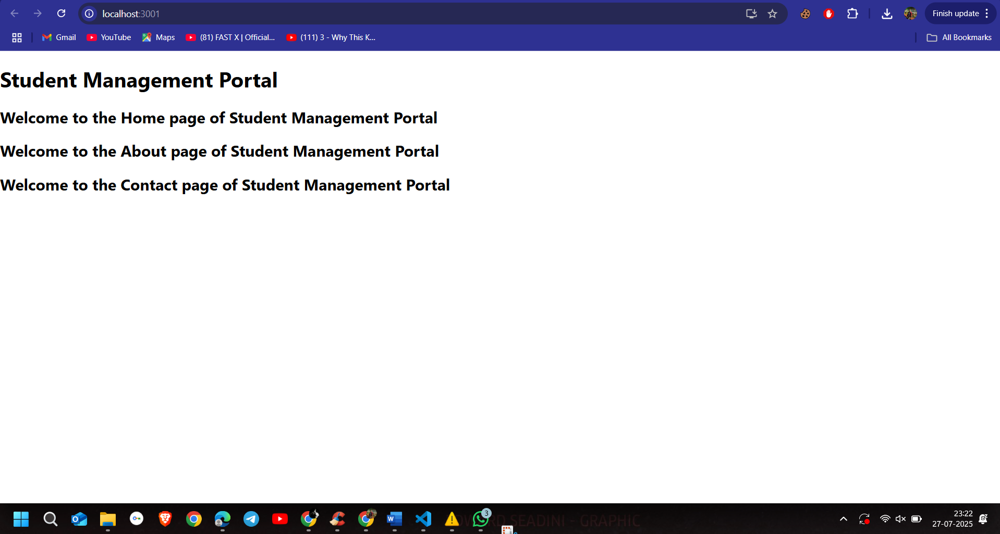 localhost:3001
Finish update
Gmail
YouTube
Maps
(81) FAST X | Official...
(111) 3 - Why This K...
All Bookmarks
Student Management Portal
Welcome to the Home page of Student Management Portal
Welcome to the About page of Student Management Portal
Welcome to the Contact page of Student Management Portal
3
SEADINI - GRAPHIC
23:22
27-07-2025